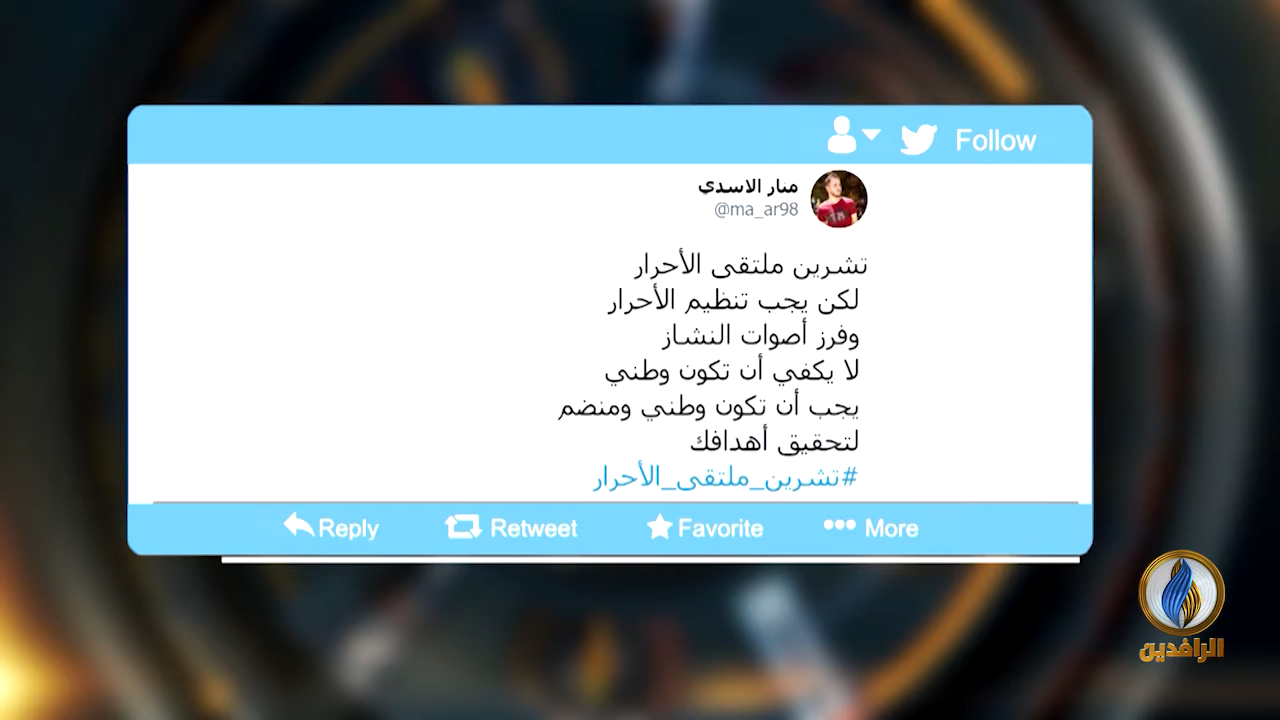 Follow
منار الاسدي
@ma_ar98
تشرين ملتقى الأحرار
لكن يجب تنظيم الأحرار
وفرز أصوات النشاز
لا يكفي أن تكون وطني
يجب أن تكون وطني ومنضم
لتحقيق أهدافك
#تشرين_ملتقى_الأحرار
Reply Retweet Favorite More
الرافدين